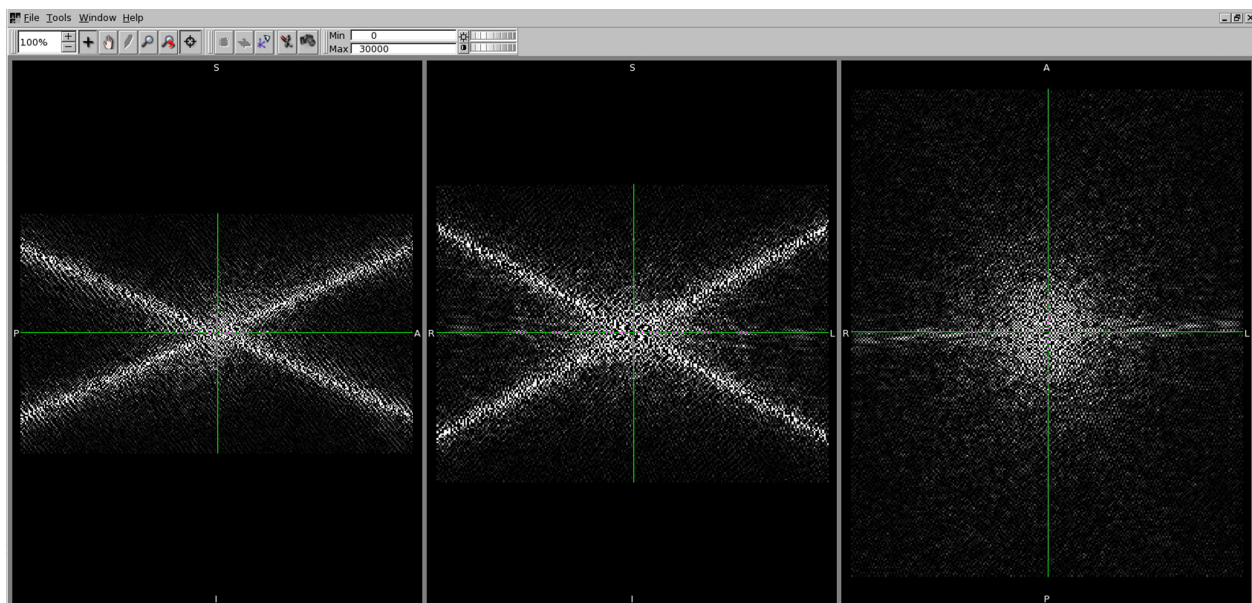 File Tools Window Help
100%
Min 0
Max 30000
S S A
P A R L R L
I I P